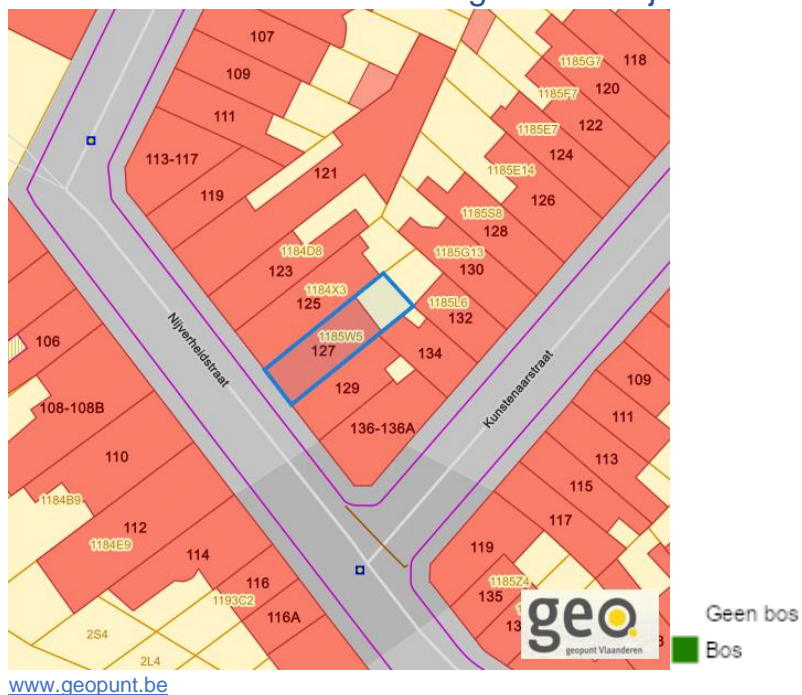 107
109
111
113-117
119
121
123
125
127
129
136-136A
134
132
130
128
126
124
122
120
118
1185G7
1185F7
1185E7
1185E14
1185S8
1185G13
1185L6
1184D8
1184X3
1185W5
Nijverheidstraat
Kunstenaarstraat
106
108-108B
110
112
114
116
116A
1184B9
1184E9
1193C2
2S4
2L4
109
111
113
115
117
119
135
1185Z4
geo.
geopunt Vlaanderen
Geen bos
Bos
www.geopunt.be